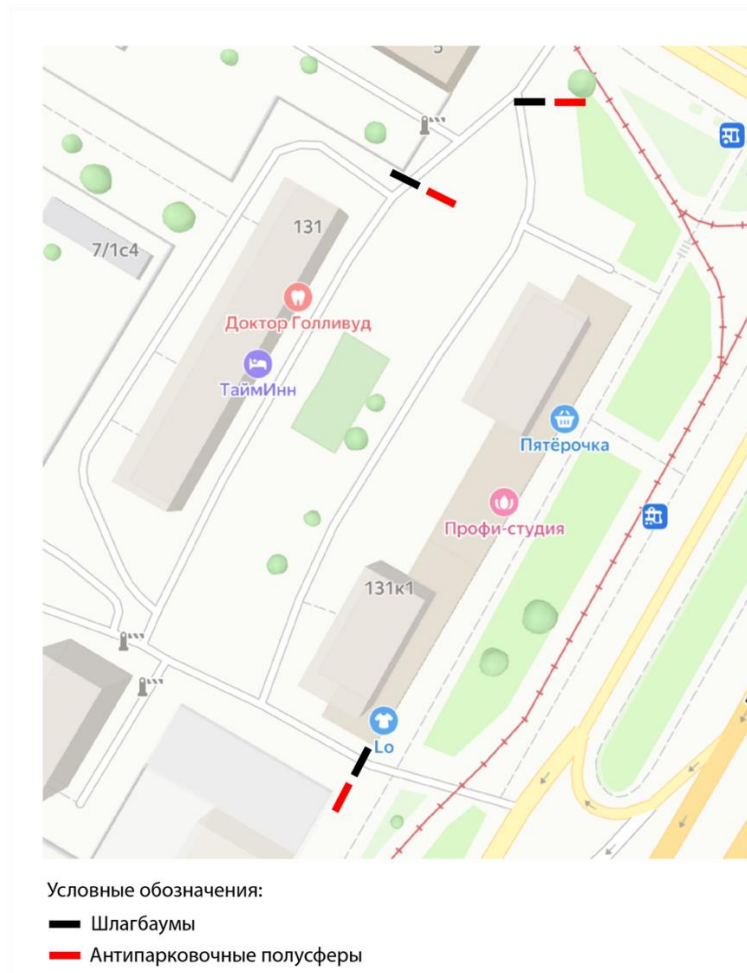 5
131
7/1с4
Доктор Голливуд
ТаймИнн
Пятёрочка
Профи-студия
131к1
Lo
Условные обозначения:
Шлагбаумы
Антипарковочные полусферы